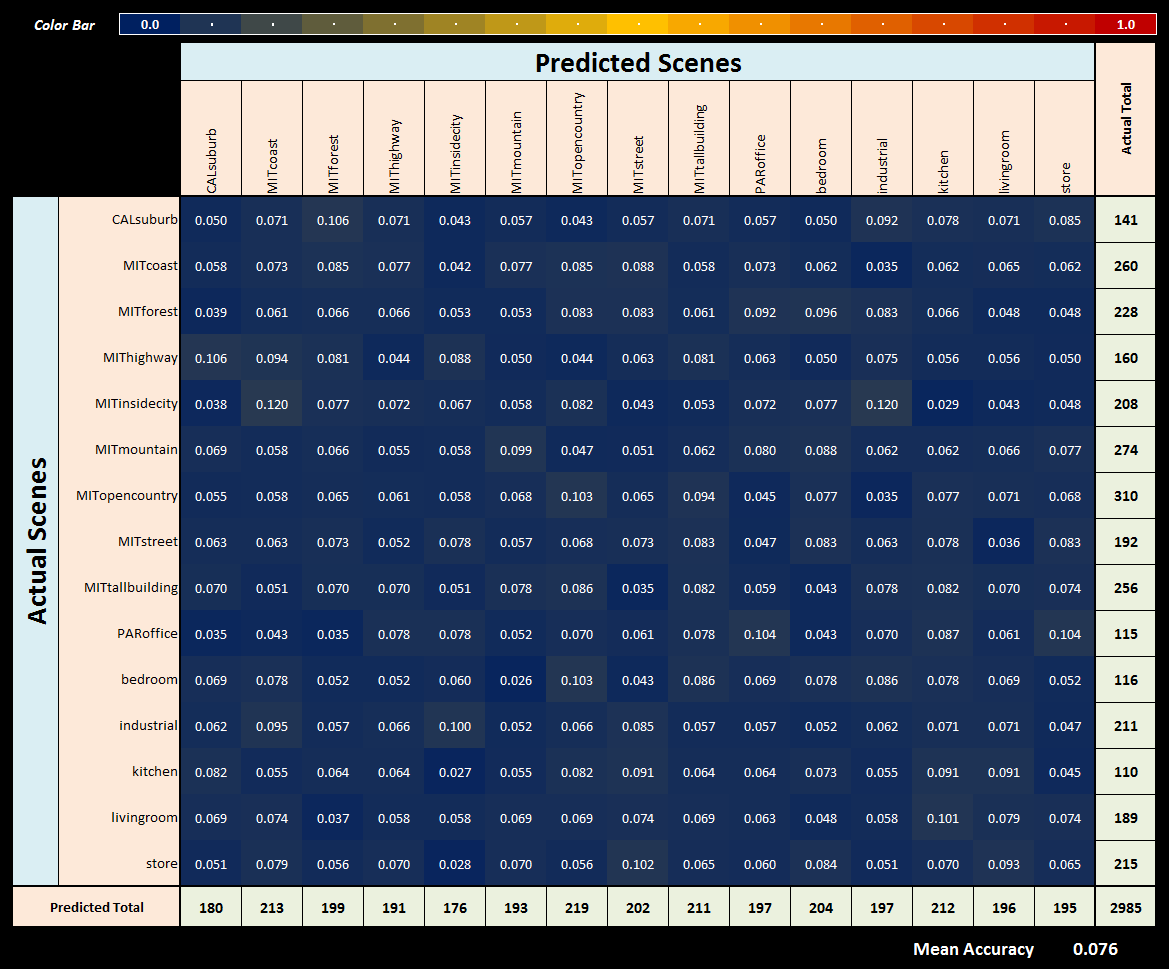 Color Bar 0.0 1.0
Predicted Scenes
CALsuburb MITcoast MITforest MIThighway MITinsidecity MITmountain MITopencountry MITstreet MITtallbuilding PARoffice bedroom industrial kitchen livingroom store Actual Total
Actual Scenes
CALsuburb 0.050 0.071 0.106 0.071 0.043 0.057 0.043 0.057 0.071 0.057 0.050 0.092 0.078 0.071 0.085 141
MITcoast 0.058 0.073 0.085 0.077 0.042 0.077 0.085 0.088 0.058 0.073 0.062 0.035 0.062 0.065 0.062 260
MITforest 0.039 0.061 0.066 0.066 0.053 0.053 0.083 0.083 0.061 0.092 0.096 0.083 0.066 0.048 0.048 228
MIThighway 0.106 0.094 0.081 0.044 0.088 0.050 0.044 0.063 0.081 0.063 0.050 0.075 0.056 0.056 0.050 160
MITinsidecity 0.038 0.120 0.077 0.072 0.067 0.058 0.082 0.043 0.053 0.072 0.077 0.120 0.029 0.043 0.048 208
MITmountain 0.069 0.058 0.066 0.055 0.058 0.099 0.047 0.051 0.062 0.080 0.088 0.062 0.062 0.066 0.077 274
MITopencountry 0.055 0.058 0.065 0.061 0.058 0.068 0.103 0.065 0.094 0.045 0.077 0.035 0.077 0.071 0.068 310
MITstreet 0.063 0.063 0.073 0.052 0.078 0.057 0.068 0.073 0.083 0.047 0.083 0.063 0.078 0.036 0.083 192
MITtallbuilding 0.070 0.051 0.070 0.070 0.051 0.078 0.086 0.035 0.082 0.059 0.043 0.078 0.082 0.070 0.074 256
PARoffice 0.035 0.043 0.035 0.078 0.078 0.052 0.070 0.061 0.078 0.104 0.043 0.070 0.087 0.061 0.104 115
bedroom 0.069 0.078 0.052 0.052 0.060 0.026 0.103 0.043 0.086 0.069 0.078 0.086 0.078 0.069 0.052 116
industrial 0.062 0.095 0.057 0.066 0.100 0.052 0.066 0.085 0.057 0.057 0.052 0.062 0.071 0.071 0.047 211
kitchen 0.082 0.055 0.064 0.064 0.027 0.055 0.082 0.091 0.064 0.064 0.073 0.055 0.091 0.091 0.045 110
livingroom 0.069 0.074 0.037 0.058 0.058 0.069 0.069 0.074 0.069 0.063 0.048 0.058 0.101 0.079 0.074 189
store 0.051 0.079 0.056 0.070 0.028 0.070 0.056 0.102 0.065 0.060 0.084 0.051 0.070 0.093 0.065 215
Predicted Total 180 213 199 191 176 193 219 202 211 197 204 197 212 196 195 2985
Mean Accuracy 0.076